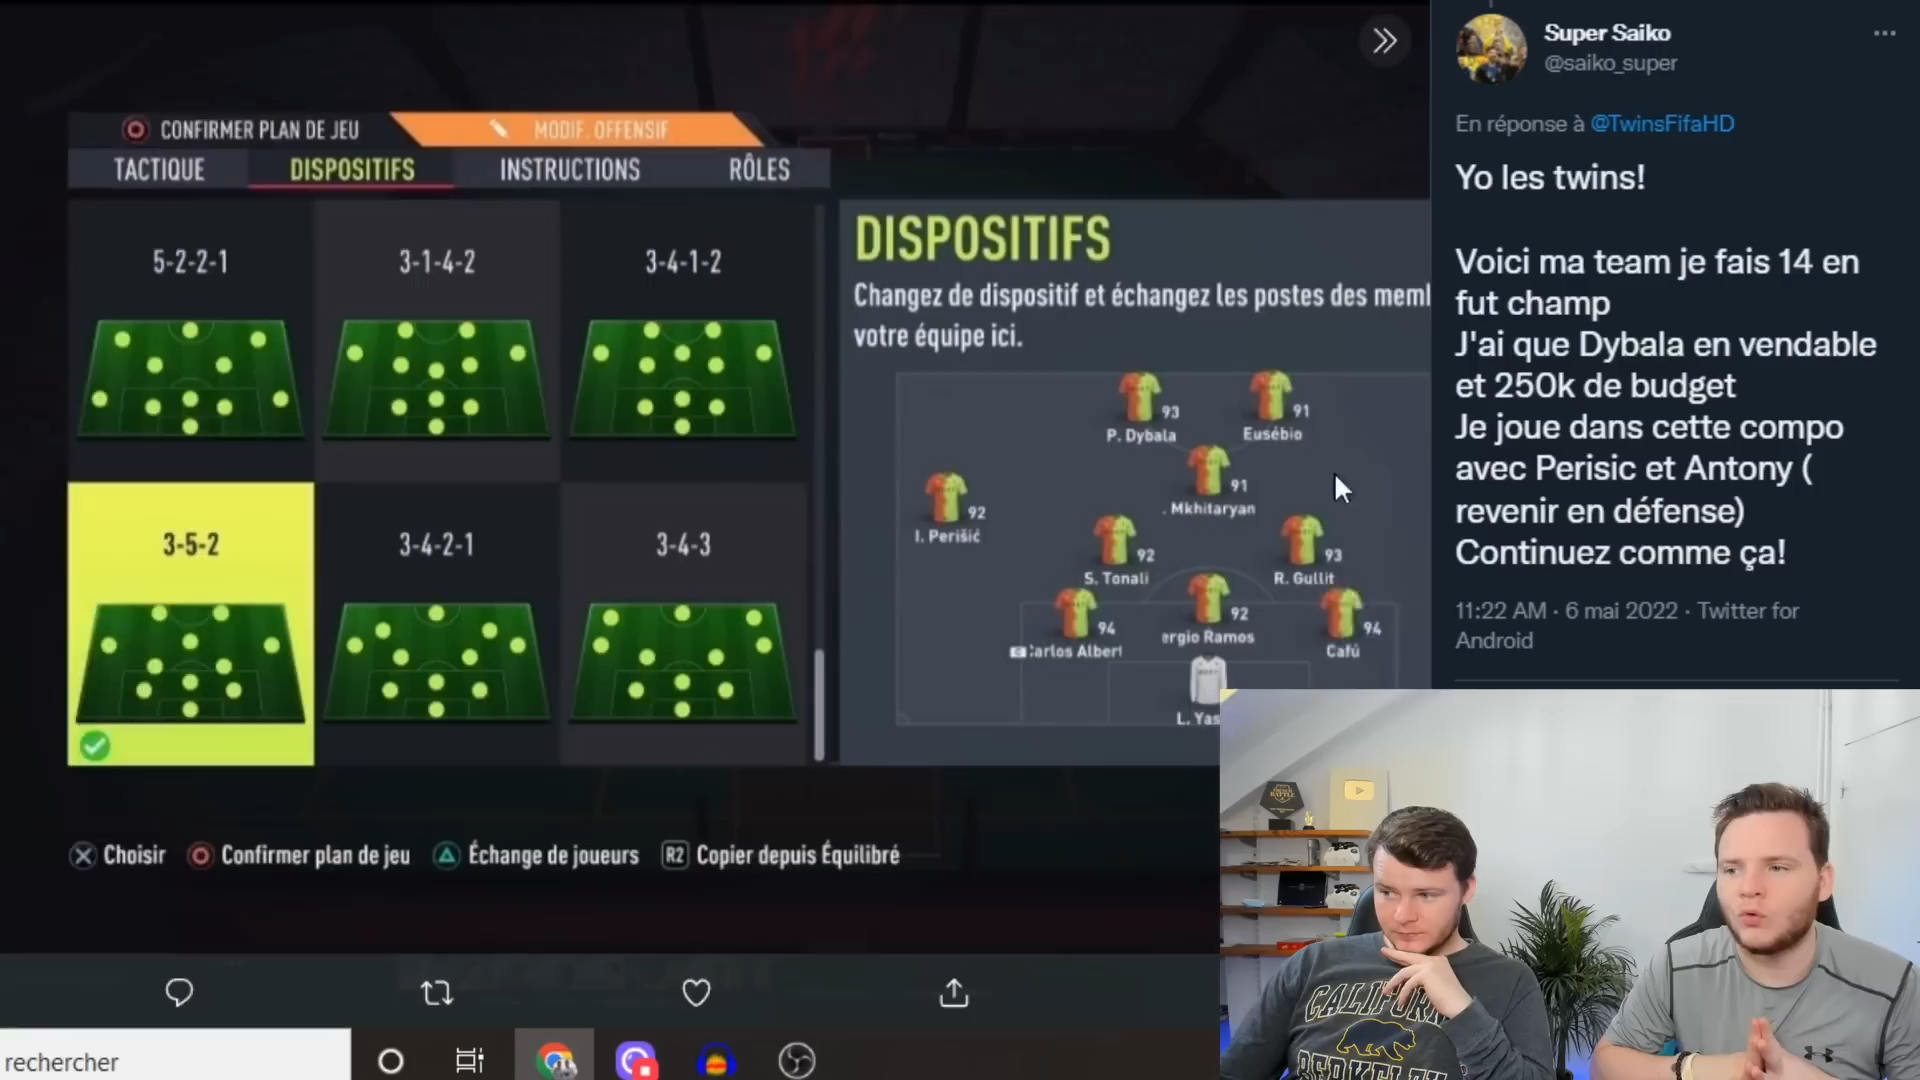 CONFIRMER PLAN DE JEU
MODIF. OFFENSIF
TACTIQUE
DISPOSITIFS
INSTRUCTIONS
RÔLES
5-2-2-1
3-1-4-2
3-4-1-2
3-5-2
3-4-2-1
3-4-3
DISPOSITIFS
Changez de dispositif et échangez les postes des meml
votre équipe ici.
93
P. Dybala
91
Eusébio
91
. Mkhitaryan
92
I. Perišić
92
S. Tonali
93
R. Gullit
94
Carlos Albert
92
ergio Ramos
94
Cafú
L. Yas
Choisir
Confirmer plan de jeu
R2
Copier depuis Équilibré
Échange de joueurs
rechercher
Super Saiko
@saiko_super
En réponse à @TwinsFifaHD
Yo les twins!
Voici ma team je fais 14 en
fut champ
J'ai que Dybala en vendable
et 250k de budget
Je joue dans cette compo
avec Perisic et Antony (
revenir en défense)
Continuez comme ça!
11:22 AM · 6 mai 2022 · Twitter for
Android
CALIFORN
BERKELEY